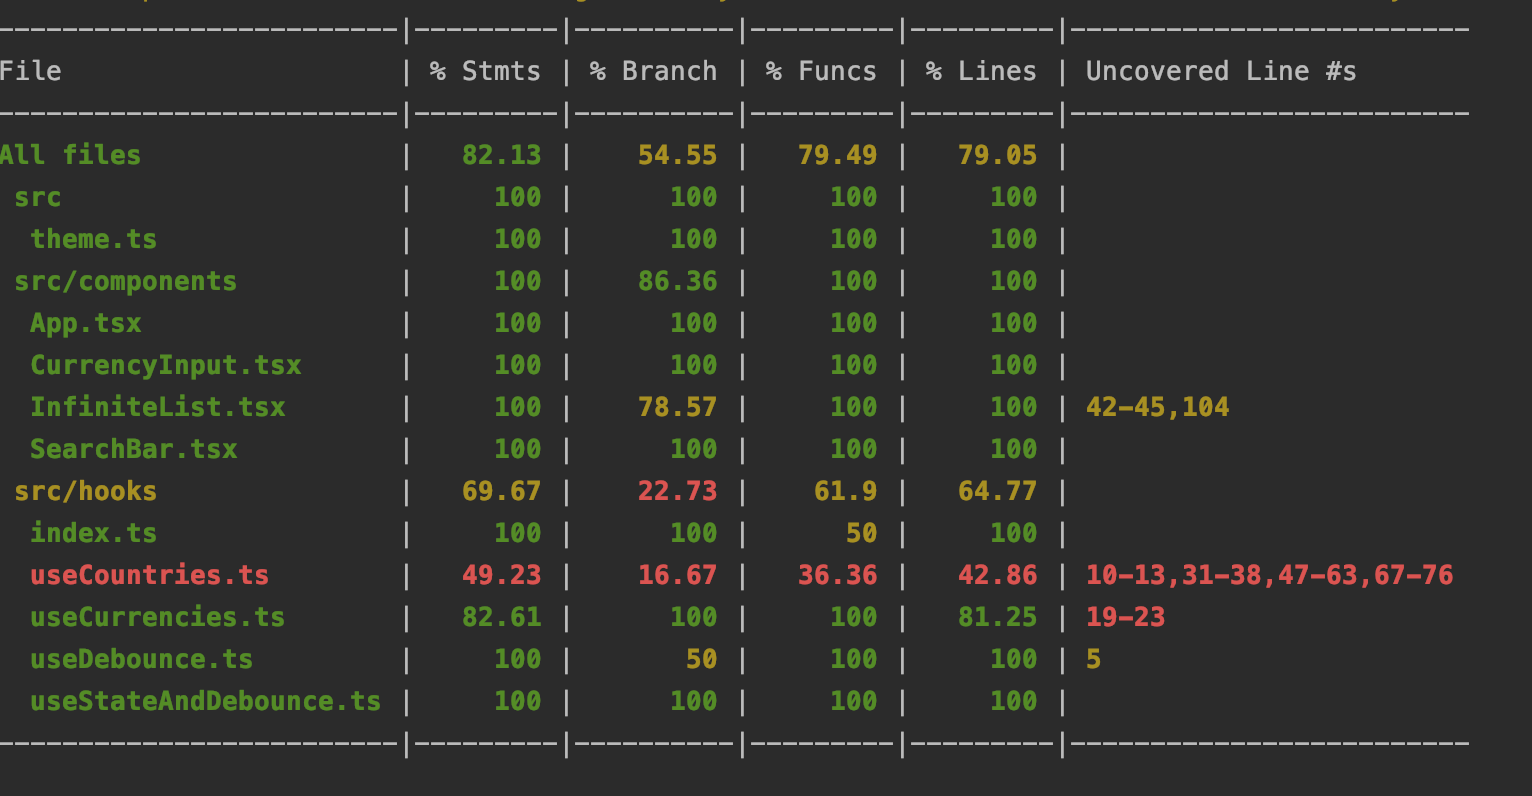 -------------------------|---------|----------|---------|---------|-------------------------
File                     | % Stmts | % Branch | % Funcs | % Lines | Uncovered Line #s
-------------------------|---------|----------|---------|---------|-------------------------
All files                |   82.13 |    54.55 |   79.49 |   79.05 |
 src                     |     100 |      100 |     100 |     100 |
  theme.ts               |     100 |      100 |     100 |     100 |
 src/components          |     100 |    86.36 |     100 |     100 |
  App.tsx                |     100 |      100 |     100 |     100 |
  CurrencyInput.tsx      |     100 |      100 |     100 |     100 |
  InfiniteList.tsx       |     100 |    78.57 |     100 |     100 | 42-45,104
  SearchBar.tsx          |     100 |      100 |     100 |     100 |
 src/hooks               |   69.67 |    22.73 |    61.9 |   64.77 |
  index.ts               |     100 |      100 |      50 |     100 |
  useCountries.ts        |   49.23 |    16.67 |   36.36 |   42.86 | 10-13,31-38,47-63,67-76
  useCurrencies.ts       |   82.61 |      100 |     100 |   81.25 | 19-23
  useDebounce.ts         |     100 |       50 |     100 |     100 | 5
  useStateAndDebounce.ts |     100 |      100 |     100 |     100 |
-------------------------|---------|----------|---------|---------|-------------------------